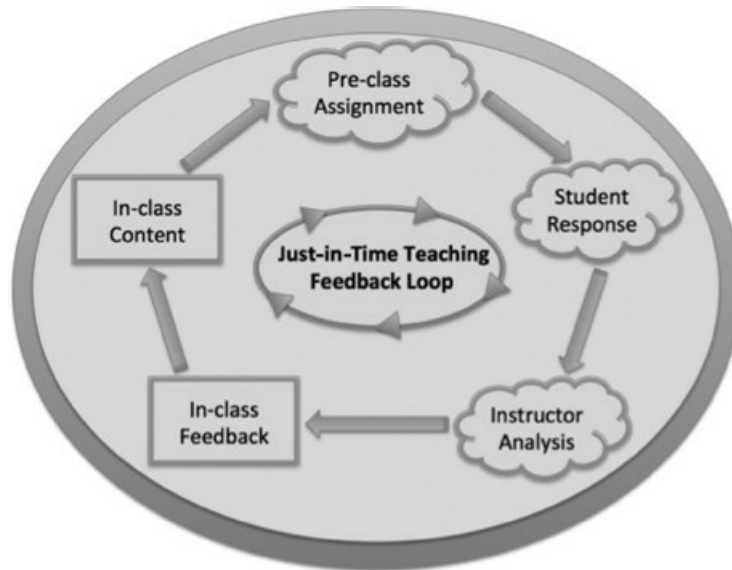 Pre-class
Assignment
Student
Response
Instructor
Analysis
In-class
Feedback
In-class
Content
Just-in-Time Teaching
Feedback Loop